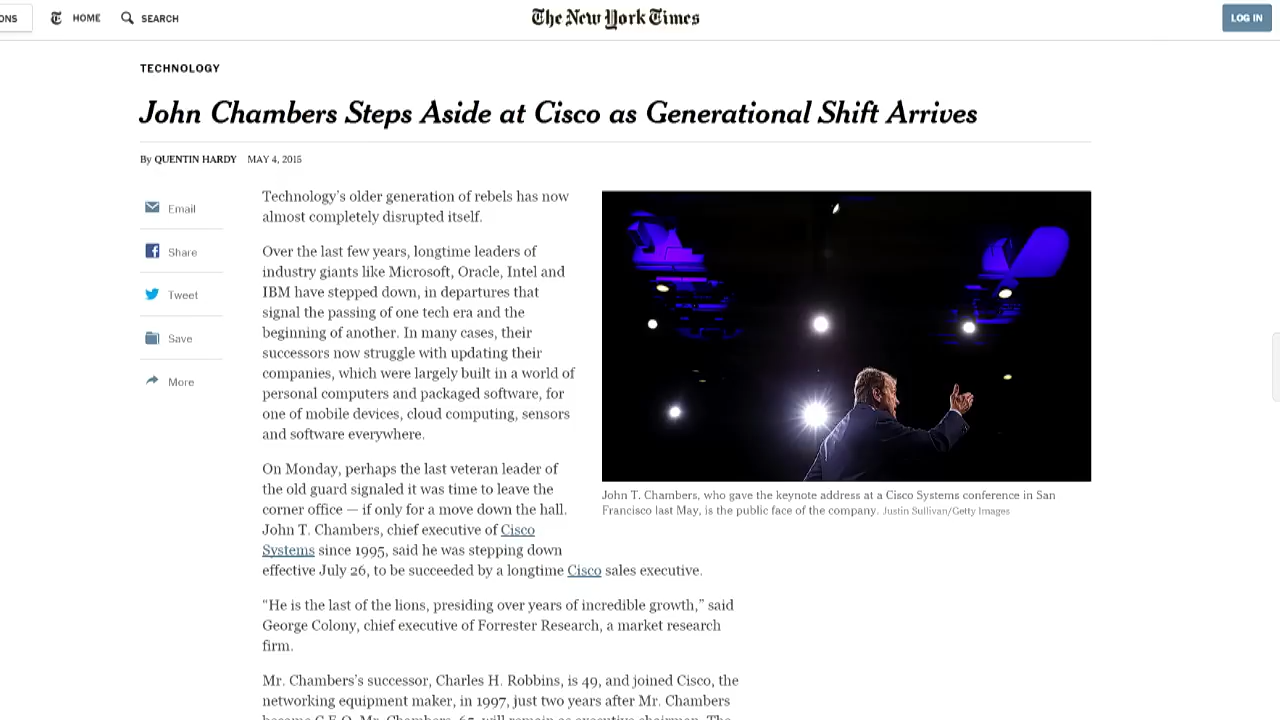 ONS
HOME
SEARCH
The New York Times
LOG IN
TECHNOLOGY
John Chambers Steps Aside at Cisco as Generational Shift Arrives
By QUENTIN HARDY MAY 4, 2015
Email
Share
Tweet
Save
More
Technology's older generation of rebels has now
almost completely disrupted itself.
Over the last few years, longtime leaders of
industry giants like Microsoft, Oracle, Intel and
IBM have stepped down, in departures that
signal the passing of one tech era and the
beginning of another. In many cases, their
successors now struggle with updating their
companies, which were largely built in a world of
personal computers and packaged software, for
one of mobile devices, cloud computing, sensors
and software everywhere.
On Monday, perhaps the last veteran leader of
the old guard signaled it was time to leave the
corner office — if only for a move down the hall.
John T. Chambers, chief executive of Cisco
Systems since 1995, said he was stepping down
effective July 26, to be succeeded by a longtime Cisco sales executive.
“He is the last of the lions, presiding over years of incredible growth,” said
George Colony, chief executive of Forrester Research, a market research
firm.
Mr. Chambers's successor, Charles H. Robbins, is 49, and joined Cisco, the
networking equipment maker, in 1997, just two years after Mr. Chambers
became C.E.O. Mr. Chambers, 65, will remain as executive chairman. The
John T. Chambers, who gave the keynote address at a Cisco Systems conference in San
Francisco last May, is the public face of the company. Justin Sullivan/Getty Images